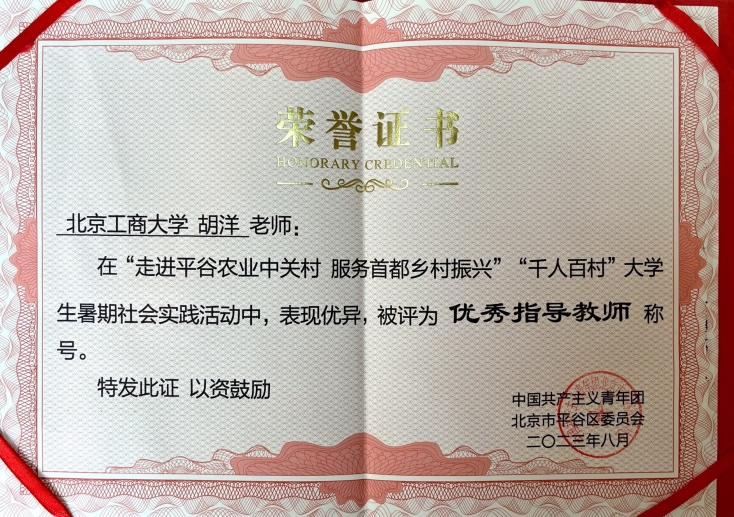 荣誉证书
HONORARY CREDENTIAL
北京工商大学 胡洋 老师：
在“走进平谷农业中关村 服务首都乡村振兴”“千人百村”大学
生暑期社会实践活动中，表现优异，被评为 优秀指导教师 称
号。
特发此证 以资鼓励
中国共产主义青年团
北京市平谷区委员会
二〇二三年八月